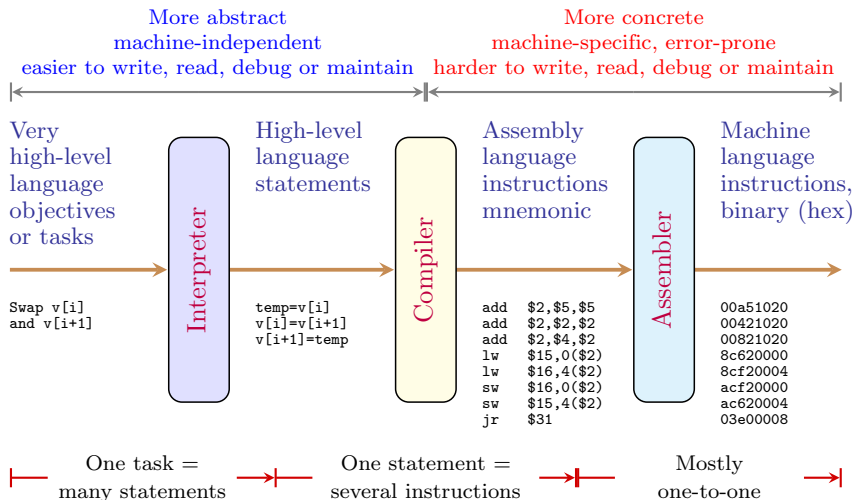 More abstract
machine-independent
easier to write, read, debug or maintain
More concrete
machine-specific, error-prone
harder to write, read, debug or maintain
Very
high-level
language
objectives
or tasks
Interpreter
High-level
language
statements
Compiler
Assembly
language
instructions
mnemonic
Assembler
Machine
language
instructions,
binary (hex)
Swap v[i]
and v[i+1]
temp=v[i]
v[i]=v[i+1]
v[i+1]=temp
add $2,$5,$5
add $2,$2,$2
add $2,$4,$2
lw $15,0($2)
lw $16,4($2)
sw $16,0($2)
sw $15,4($2)
jr $31
00a51020
00421020
00821020
8c620000
8cf20004
acf20000
ac620004
03e00008
One task =
many statements
One statement =
several instructions
Mostly
one-to-one